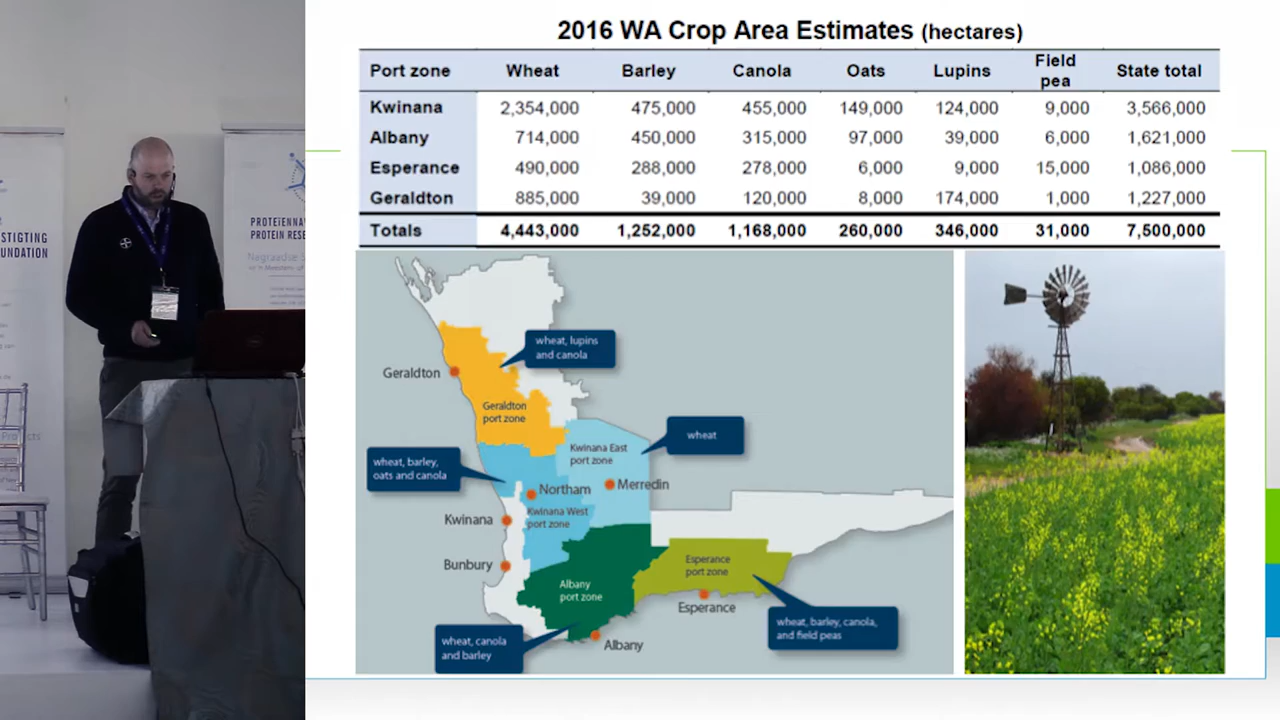 2016 WA Crop Area Estimates (hectares)
Port zone Wheat Barley Canola Oats Lupins Field pea State total
Kwinana 2,354,000 475,000 455,000 149,000 124,000 9,000 3,566,000
Albany 714,000 450,000 315,000 97,000 39,000 6,000 1,621,000
Esperance 490,000 288,000 278,000 6,000 9,000 15,000 1,086,000
Geraldton 885,000 39,000 120,000 8,000 174,000 1,000 1,227,000
Totals 4,443,000 1,252,000 1,168,000 260,000 346,000 31,000 7,500,000
wheat, lupins
and canola
Geraldton
Geraldton
port zone
wheat
Kwinana East
port zone
wheat, barley,
oats and canola
Northam
Merredin
Kwinana
Kwinana West
port zone
Bunbury
Albany
port zone
Esperance
port zone
Esperance
wheat, barley, canola,
and field peas
wheat, canola
and barley
Albany
STIGTING
OUNDATION
PROTEÏENNAV
PROTEIN RESE